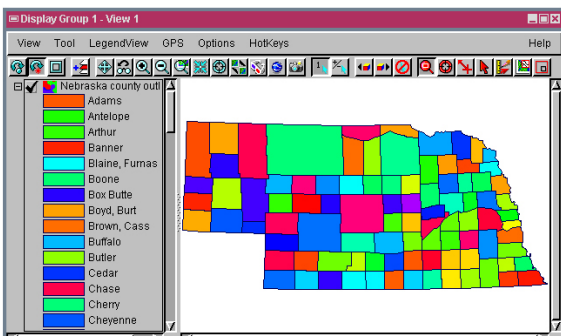 Display Group 1 - View 1
View Tool LegendView GPS Options HotKeys Help
1
Nebraska county outl
Adams
Antelope
Arthur
Banner
Blaine, Furnas
Boone
Box Butte
Boyd, Burt
Brown, Cass
Buffalo
Butler
Cedar
Chase
Cherry
Cheyenne